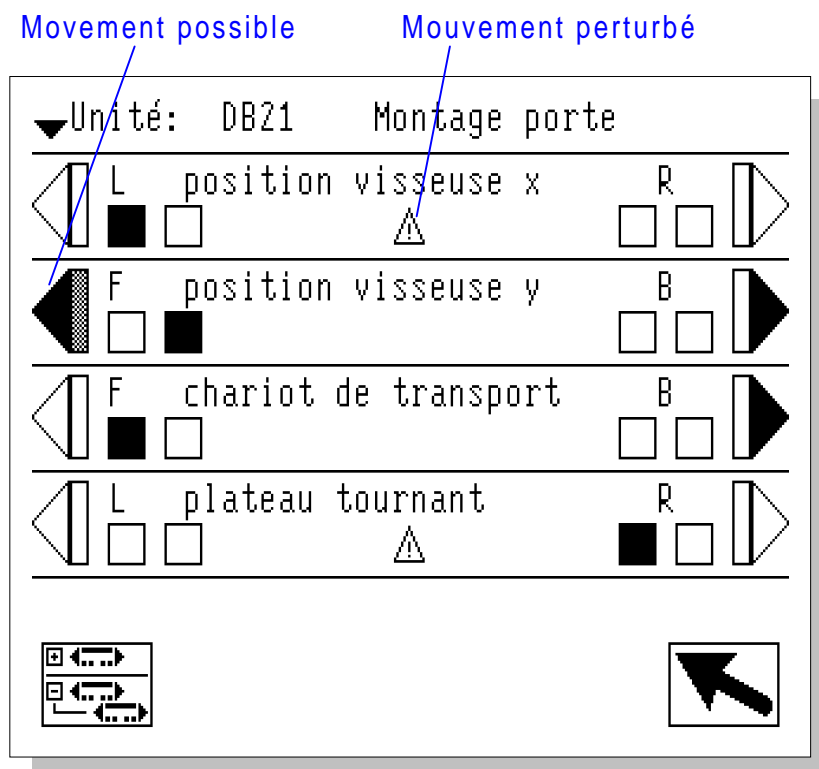 Movement possible Mouvement perturbé
Unité: DB21 Montage porte
L position visseuse x R
F position visseuse y B
F chariot de transport B
L plateau tournant R